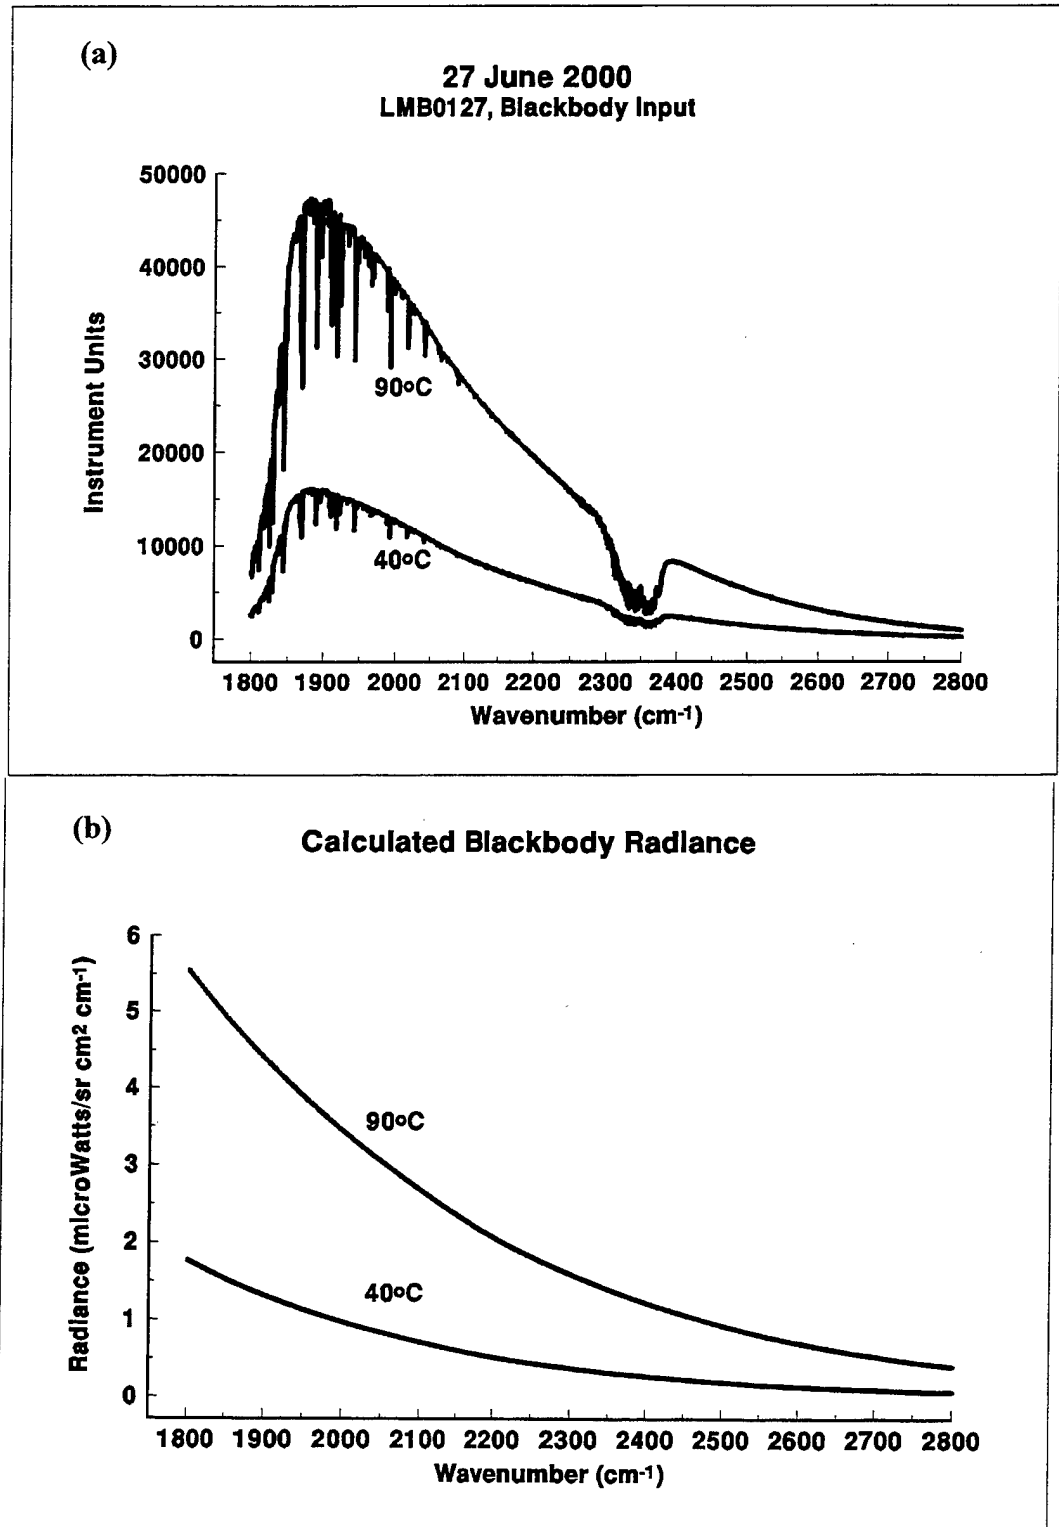 (a)
27 June 2000
LMB0127, Blackbody Input
50000
40000
30000
20000
10000
0
Instrument Units
90oC
40oC
1800 1900 2000 2100 2200 2300 2400 2500 2600 2700 2800
Wavenumber (cm-1)
(b)
Calculated Blackbody Radiance
6
5
4
3
2
1
0
Radiance (microWatts/sr cm2 cm-1)
90oC
40oC
1800 1900 2000 2100 2200 2300 2400 2500 2600 2700 2800
Wavenumber (cm-1)